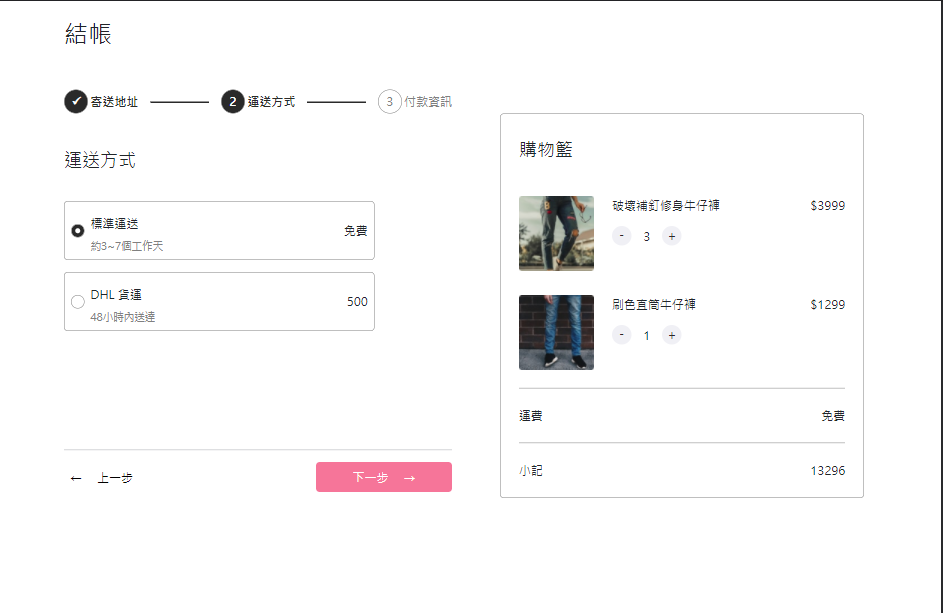 結帳
✓ 寄送地址 2 運送方式 3 付款資訊
運送方式
標準運送 免費
約3~7個工作天
DHL 貨運 500
48小時內送達
← 上一步 下一步 →
購物籃
破壞補釘修身牛仔褲 $3999
- 3 +
刷色直筒牛仔褲 $1299
- 1 +
運費 免費
小記 13296